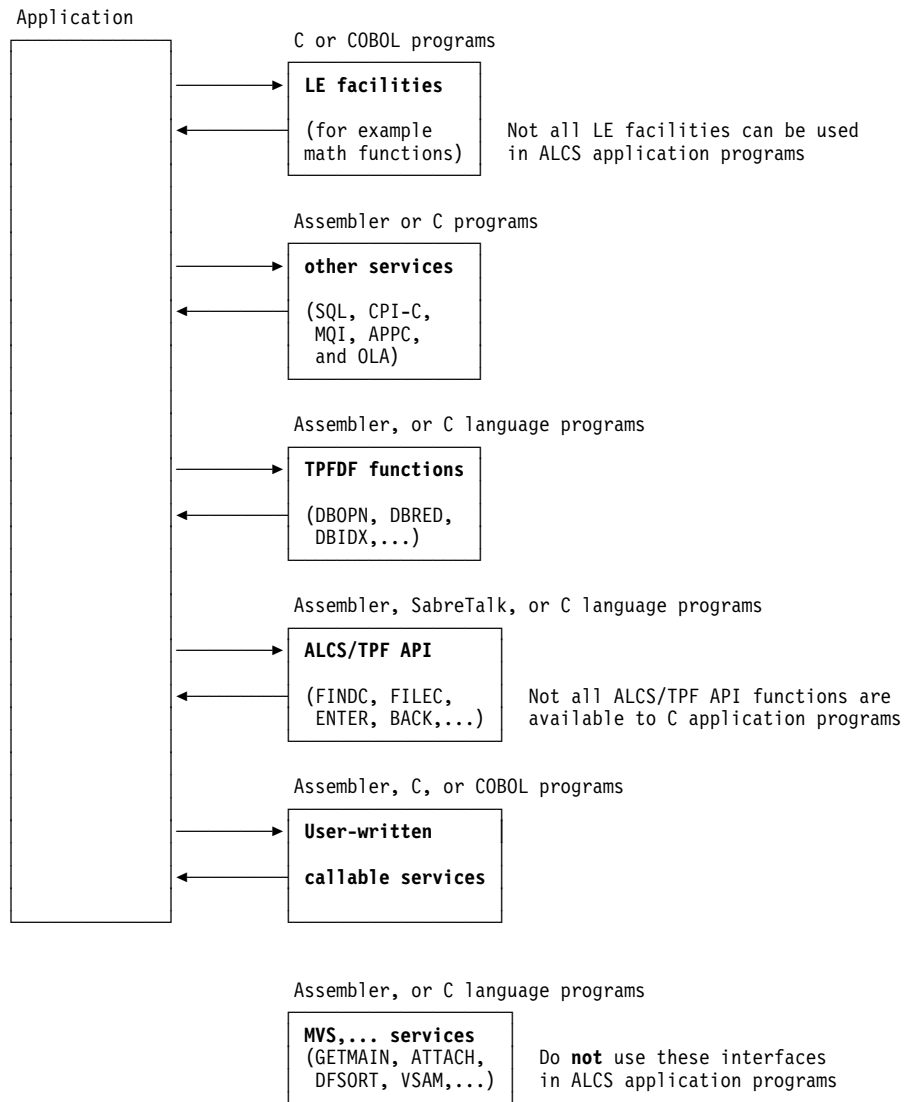 Application
C or COBOL programs
LE facilities
(for example
math functions)
Not all LE facilities can be used
in ALCS application programs
Assembler or C programs
other services
(SQL, CPI-C,
MQI, APPC,
and OLA)
Assembler, or C language programs
TPFDF functions
(DBOPN, DBRED,
DBIDX,...)
Assembler, SabreTalk, or C language programs
ALCS/TPF API
(FINDC, FILEC,
ENTER, BACK,...)
Not all ALCS/TPF API functions are
available to C application programs
Assembler, C, or COBOL programs
User-written
callable services
Assembler, or C language programs
MVS,... services
(GETMAIN, ATTACH,
DFSORT, VSAM,...)
Do not use these interfaces
in ALCS application programs